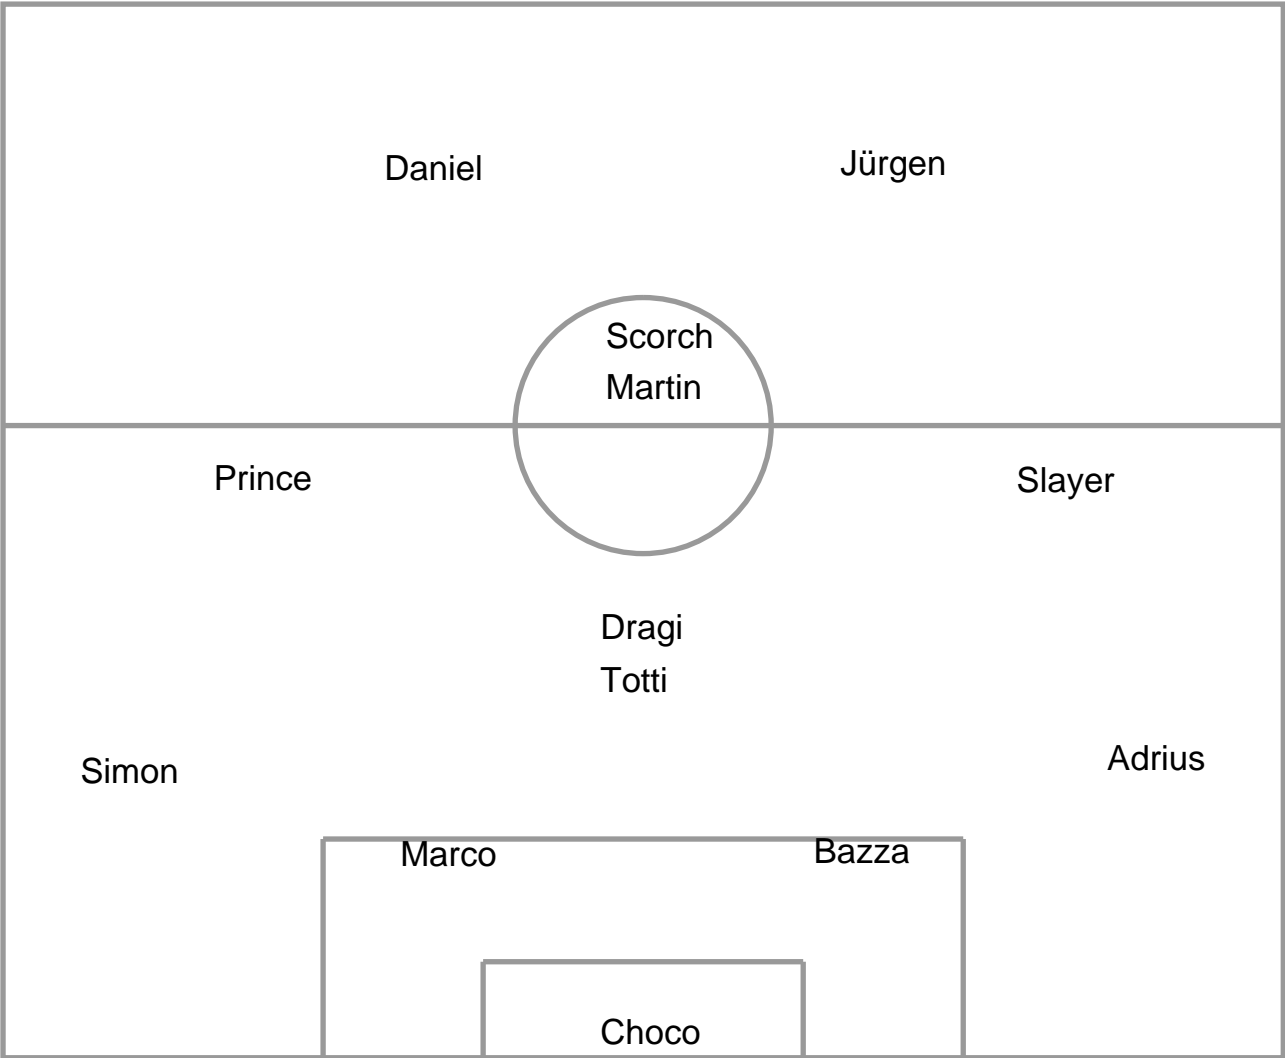 Daniel
Jürgen
Scorch
Martin
Prince
Slayer
Dragi
Totti
Simon
Adrius
Marco
Bazza
Choco